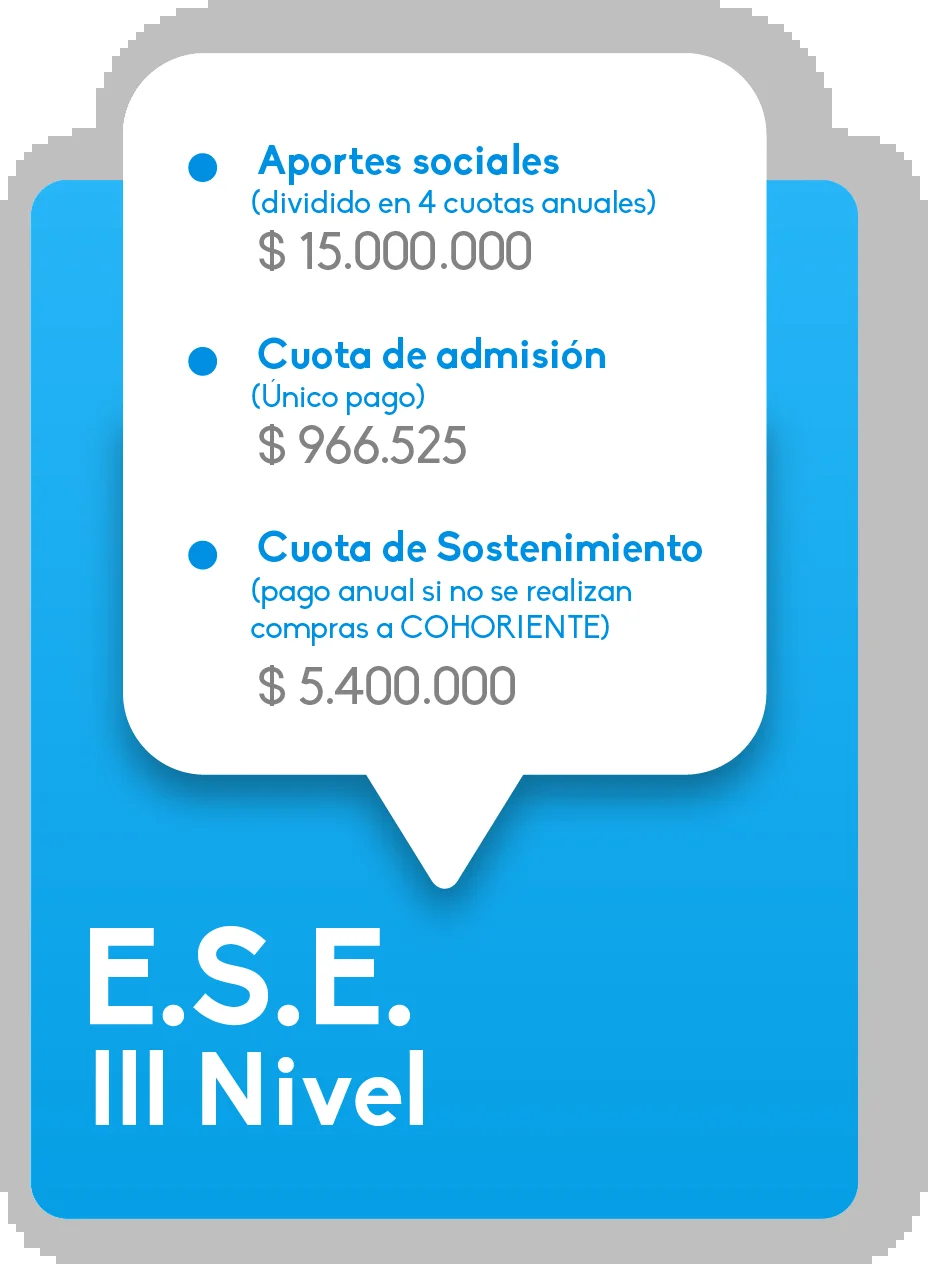 Aportes sociales
(dividido en 4 cuotas anuales)
$ 15.000.000
Cuota de admisión
(Único pago)
$ 966.525
Cuota de Sostenimiento
(pago anual si no se realizan
compras a COHORIENTE)
$ 5.400.000
E.S.E.
III Nivel